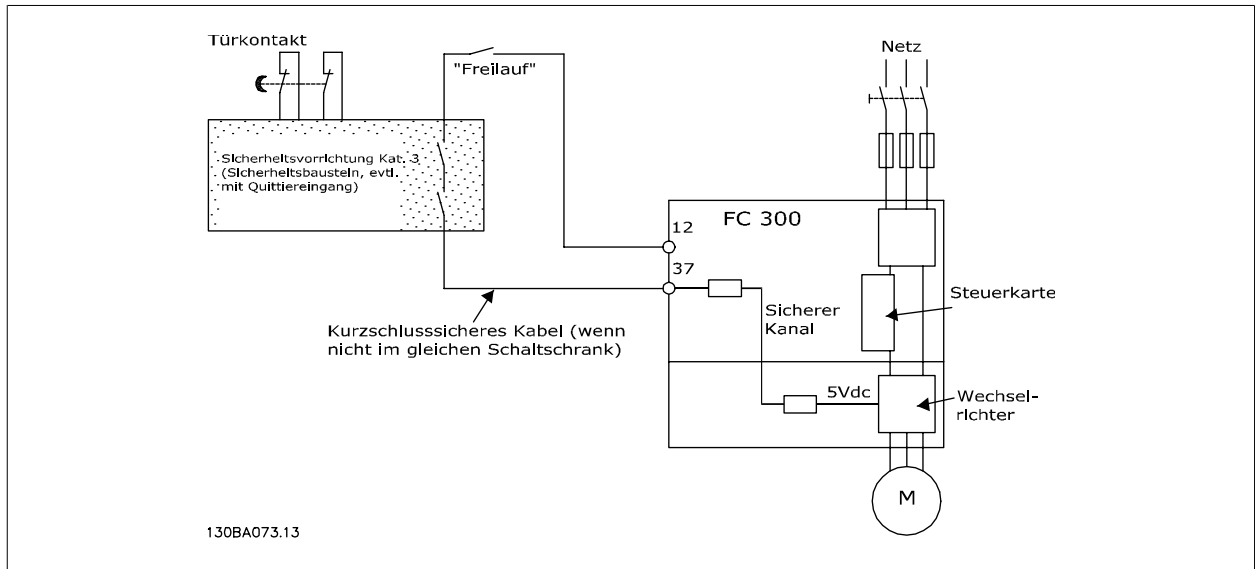 Türkontakt
"Freilauf"
Netz
Sicherheitsvorrichtung Kat. 3
(Sicherheitsbaustein, evtl.
mit Quittiereingang)
12
FC 300
37
Sicherer
Kanal
Steuerkarte
Kurzschlusssicheres Kabel (wenn
nicht im gleichen Schaltschrank)
5Vdc
Wechsel-
richter
M
130BA073.13